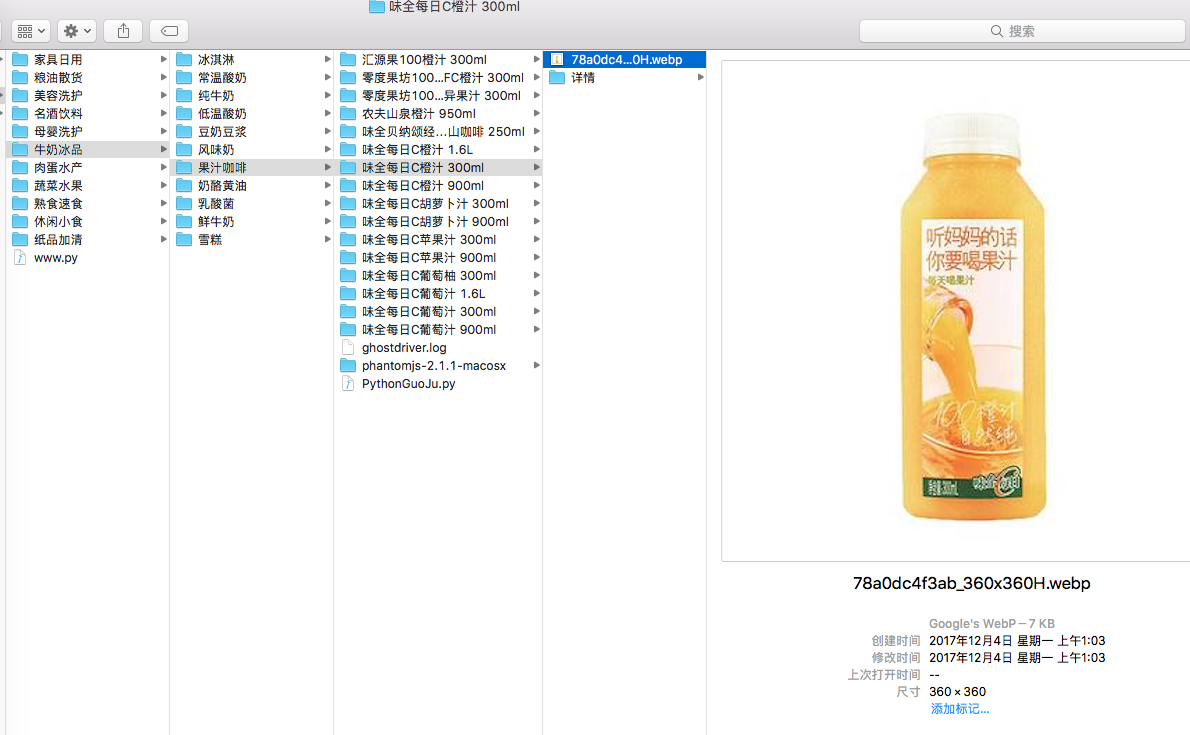 味全每日C橙汁 300ml
搜索
家具日用
粮油散货
美容洗护
名酒饮料
母婴洗护
牛奶冰品
肉蛋水产
蔬菜水果
熟食速食
休闲小食
纸品加清
www.py
冰淇淋
常温酸奶
纯牛奶
低温酸奶
豆奶豆浆
风味奶
果汁咖啡
奶酪黄油
乳酸菌
鲜牛奶
雪糕
汇源果100橙汁 300ml
零度果坊100...FC橙汁 300ml
零度果坊100...异果汁 300ml
农夫山泉橙汁 950ml
味全贝纳颂经...山咖啡 250ml
味全每日C橙汁 1.6L
味全每日C橙汁 300ml
味全每日C橙汁 900ml
味全每日C胡萝卜汁 300ml
味全每日C胡萝卜汁 900ml
味全每日C苹果汁 300ml
味全每日C苹果汁 900ml
味全每日C葡萄柚 300ml
味全每日C葡萄汁 1.6L
味全每日C葡萄汁 300ml
味全每日C葡萄汁 900ml
ghostdriver.log
phantomjs-2.1.1-macosx
PythonGuoJu.py
78a0dc4...0H.webp
详情
听妈妈的话
你要喝果汁
每天喝果汁
100橙汁
自然纯
净含量:300mL
味全每日C
78a0dc4f3ab_360x360H.webp
Google's WebP – 7 KB
创建时间 2017年12月4日 星期一 上午1:03
修改时间 2017年12月4日 星期一 上午1:03
上次打开时间 --
尺寸 360 × 360
添加标记...